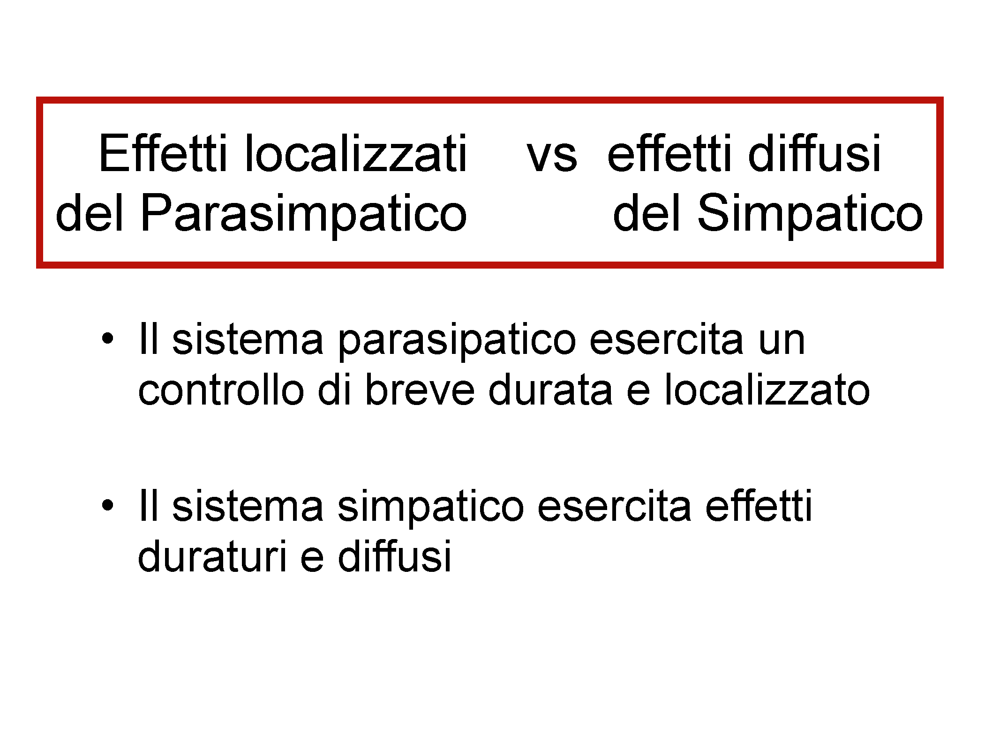 Effetti localizzati vs effetti diffusi
del Parasimpatico del Simpatico
• Il sistema parasipatico esercita un
controllo di breve durata e localizzato
• Il sistema simpatico esercita effetti
duraturi e diffusi